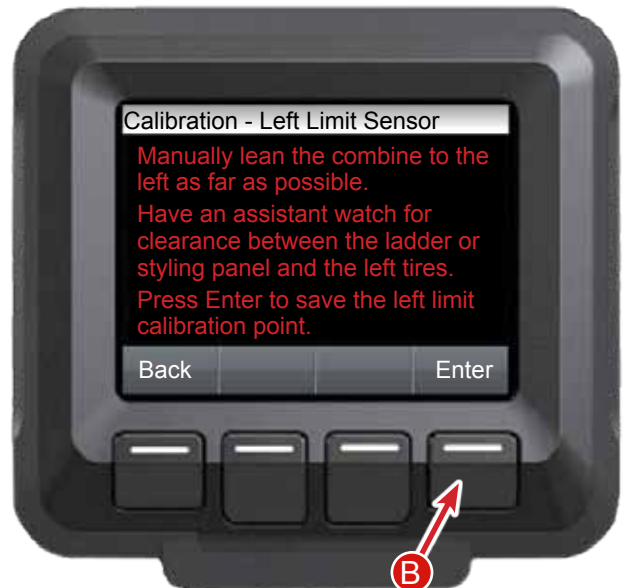 Calibration - Left Limit Sensor
Manually lean the combine to the
left as far as possible.
Have an assistant watch for
clearance between the ladder or
styling panel and the left tires.
Press Enter to save the left limit
calibration point.
Back Enter
B